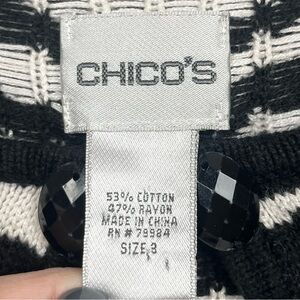 CHICO'S
53% COTTON
47% RAYON
MADE IN CHINA
RN # 79984
SIZE 3